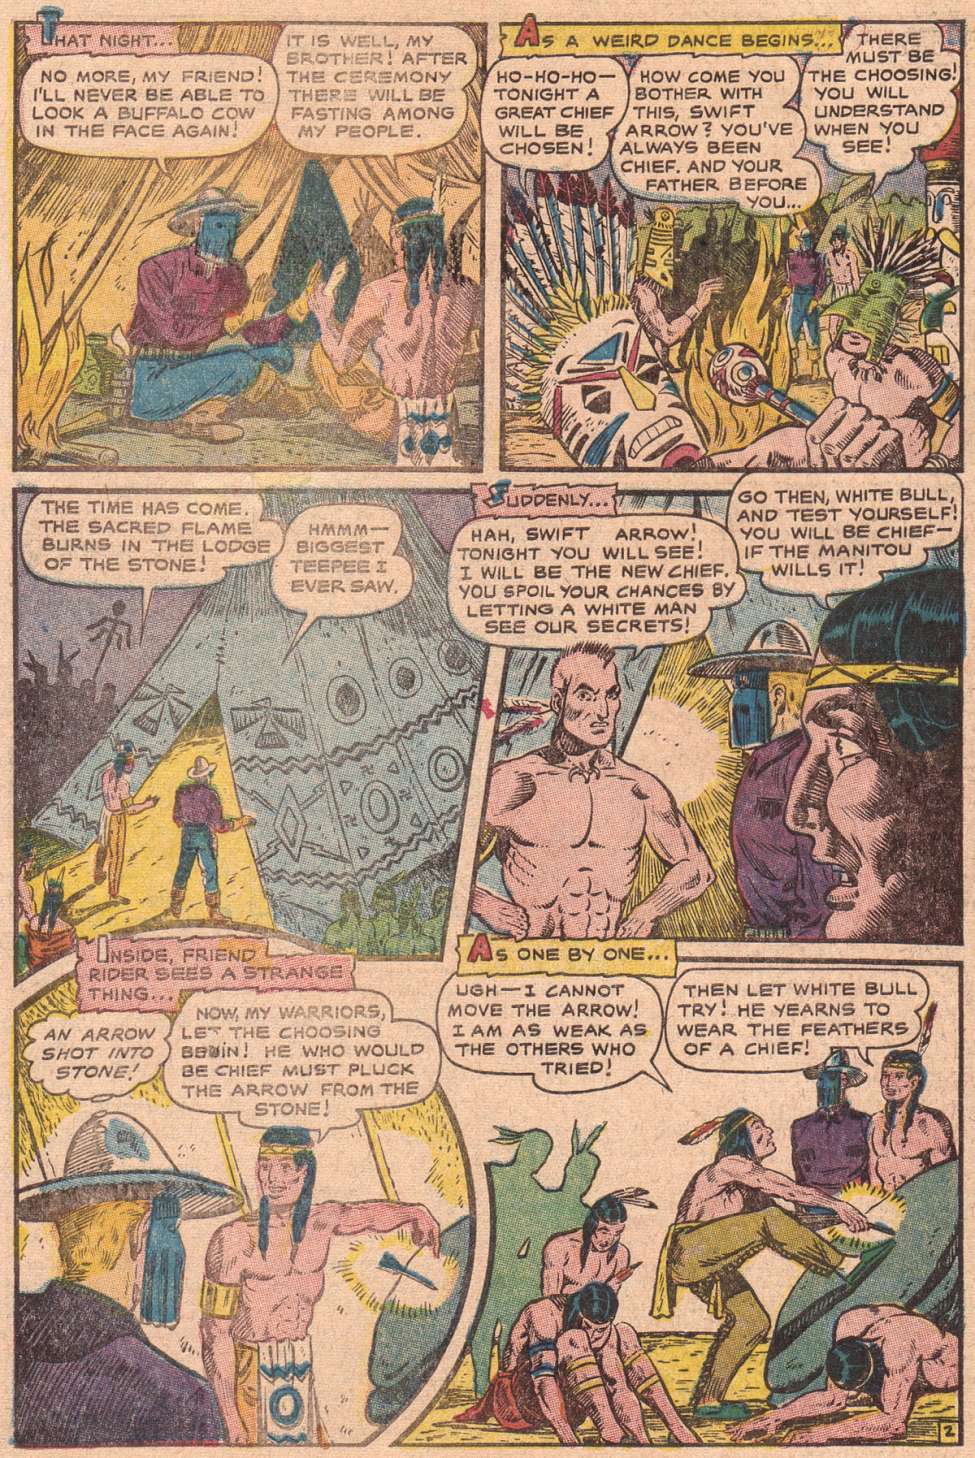 THAT NIGHT...
NO MORE, MY FRIEND!
I'LL NEVER BE ABLE TO
LOOK A BUFFALO COW
IN THE FACE AGAIN!
IT IS WELL, MY
BROTHER! AFTER
THE CEREMONY
THERE WILL BE
FASTING AMONG
MY PEOPLE.
AS A WEIRD DANCE BEGINS...
HO-HO-HO—
TONIGHT A
GREAT CHIEF
WILL BE
CHOSEN!
HOW COME YOU
BOTHER WITH
THIS, SWIFT
ARROW? YOU'VE
ALWAYS BEEN
CHIEF. AND YOUR
FATHER BEFORE
YOU...
THERE
MUST BE
THE CHOOSING!
YOU WILL
UNDERSTAND
WHEN YOU
SEE!
THE TIME HAS COME.
THE SACRED FLAME
BURNS IN THE LODGE
OF THE STONE!
HMMM—
BIGGEST
TEEPEE I
EVER SAW.
SUDDENLY...
HAH, SWIFT ARROW!
TONIGHT YOU WILL SEE!
I WILL BE THE NEW CHIEF.
YOU SPOIL YOUR CHANCES BY
LETTING A WHITE MAN
SEE OUR SECRETS!
GO THEN, WHITE BULL,
AND TEST YOURSELF!
YOU WILL BE CHIEF—
IF THE MANITOU
WILLS IT!
INSIDE, FRIEND
RIDER SEES A STRANGE
THING...
AN ARROW
SHOT INTO
STONE!
NOW, MY WARRIORS,
LET THE CHOOSING
BEGIN! HE WHO WOULD
BE CHIEF MUST PLUCK
THE ARROW FROM THE
STONE!
AS ONE BY ONE...
UGH—I CANNOT
MOVE THE ARROW!
I AM AS WEAK AS
THE OTHERS WHO
TRIED!
THEN LET WHITE BULL
TRY! HE YEARNS TO
WEAR THE FEATHERS
OF A CHIEF!
2